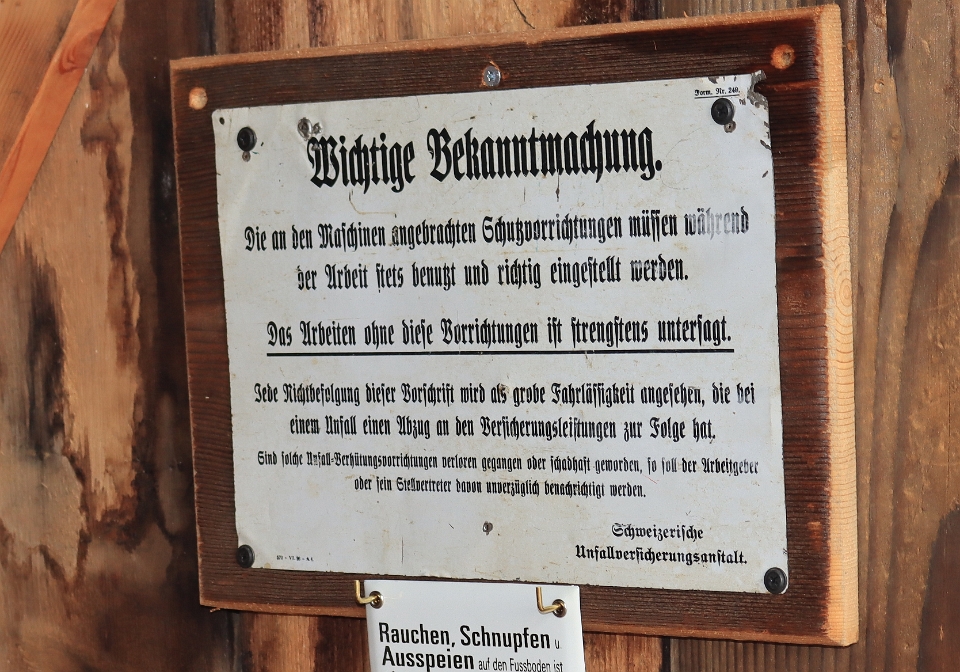 Form. Nr. 249.
Wichtige Bekanntmachung.
Die an den Maschinen angebrachten Schutzvorrichtungen müssen während
der Arbeit stets benutzt und richtig eingestellt werden.
Das Arbeiten ohne diese Vorrichtungen ist strengstens untersagt.
Jede Nichtbefolgung dieser Vorschrift wird als grobe Fahrlässigkeit angesehen, die bei
einem Unfall einen Abzug an den Versicherungsleistungen zur Folge hat.
Sind solche Unfall-Verhütungsvorrichtungen verloren gegangen oder schadhaft geworden, so soll der Arbeitgeber
oder sein Stellvertreter davon unverzüglich benachrichtigt werden.
Schweizerische
Unfallversicherungsanstalt.
Rauchen, Schnupfen u.
Ausspeien auf den Fussboden ist